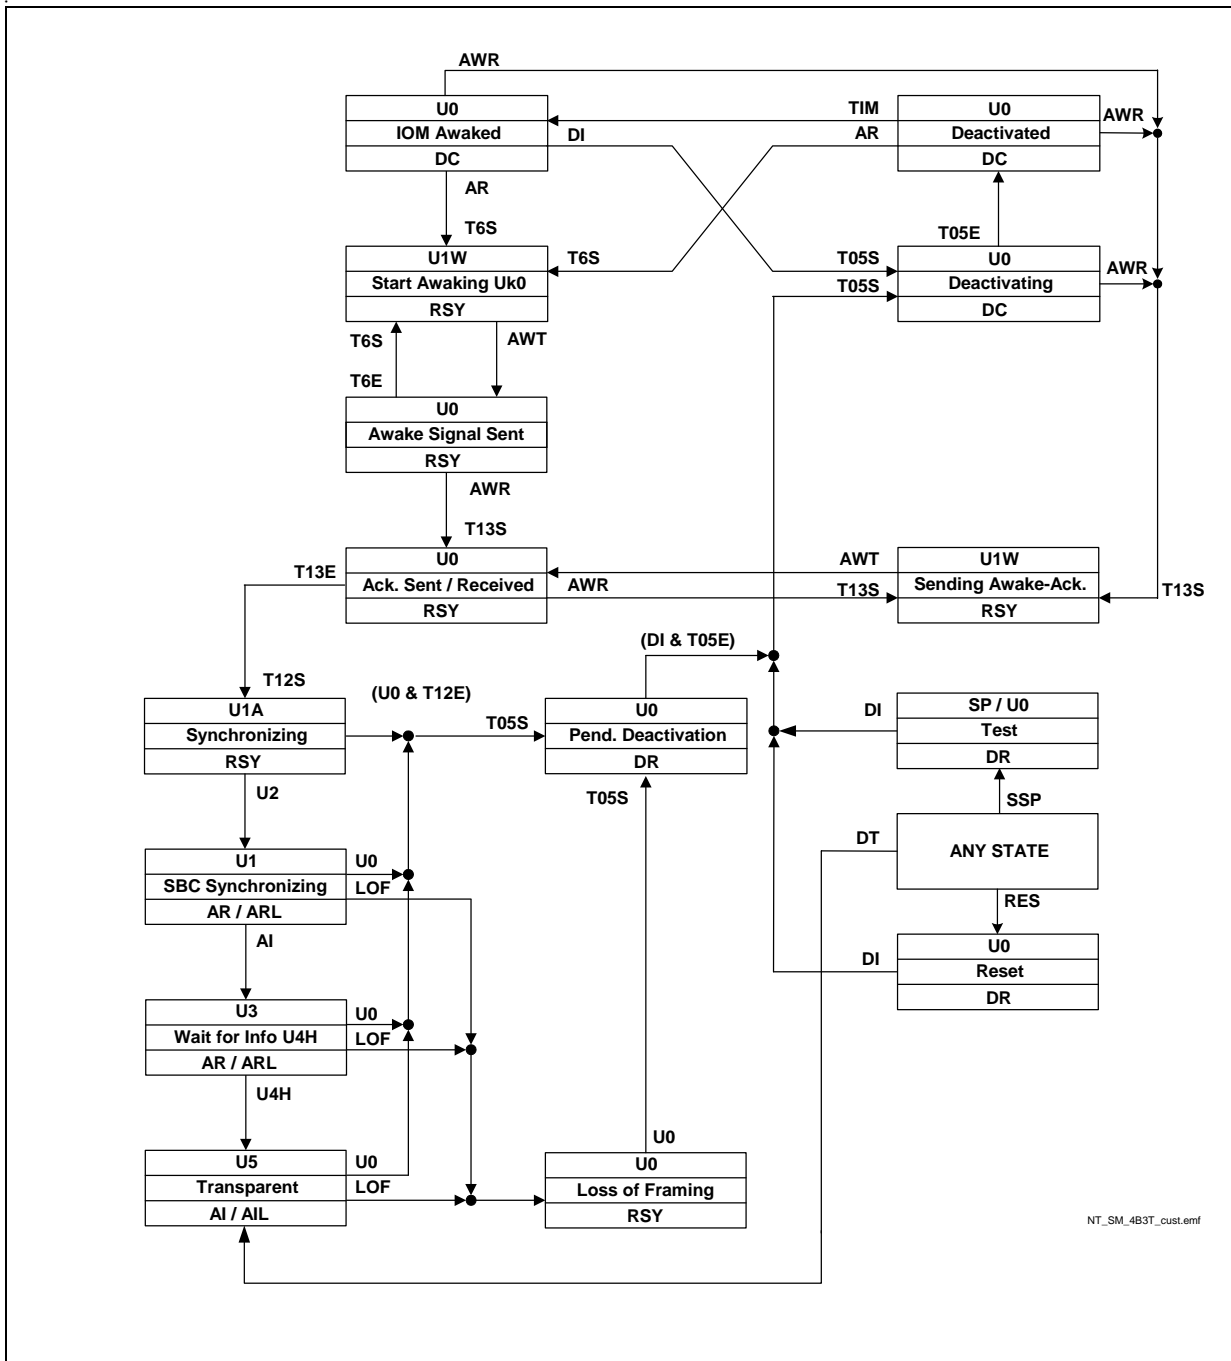 AWR
U0
IOM Awaked
DC
TIM
DI
AR
U0
Deactivated
DC
AWR
AR
T6S
T05E
U1W
Start Awaking Uk0
RSY
T6S
T05S
T05S
U0
Deactivating
DC
AWR
T6S
T6E
AWT
U0
Awake Signal Sent
RSY
AWR
T13S
T13E
U0
Ack. Sent / Received
RSY
AWT
AWR
T13S
U1W
Sending Awake-Ack.
RSY
T13S
(DI & T05E)
T12S
(U0 & T12E)
U1A
Synchronizing
RSY
T05S
U0
Pend. Deactivation
DR
DI
SP / U0
Test
DR
U2
T05S
SSP
U1
SBC Synchronizing
AR / ARL
U0
LOF
DT
ANY STATE
AI
RES
DI
U0
Reset
DR
U3
Wait for Info U4H
AR / ARL
U0
LOF
U4H
U0
U5
Transparent
AI / AIL
U0
LOF
U0
Loss of Framing
RSY
NT_SM_4B3T_cust.emf